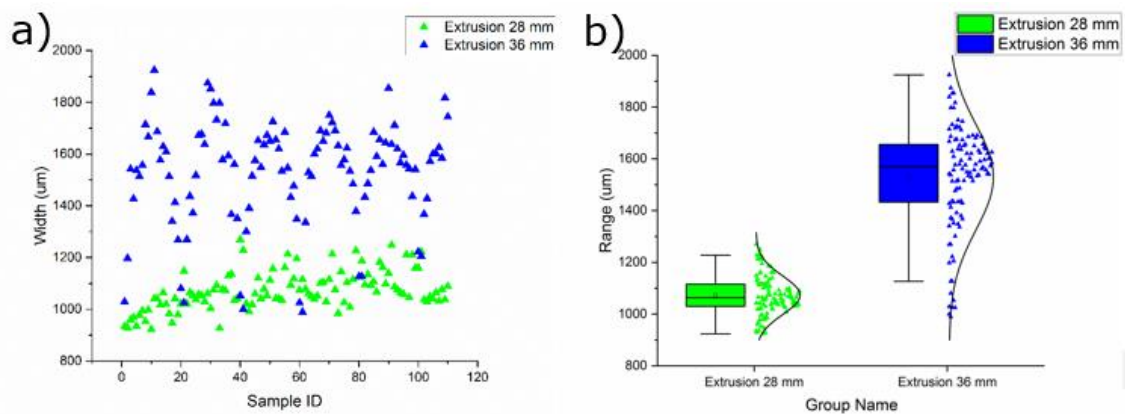 a)
Extrusion 28 mm
Extrusion 36 mm
2000
1800
1600
1400
1200
1000
800
Width (um)
0 20 40 60 80 100 120
Sample ID
b)
Extrusion 28 mm
Extrusion 36 mm
2000
1800
1600
1400
1200
1000
800
Range (um)
Extrusion 28 mm Extrusion 36 mm
Group Name